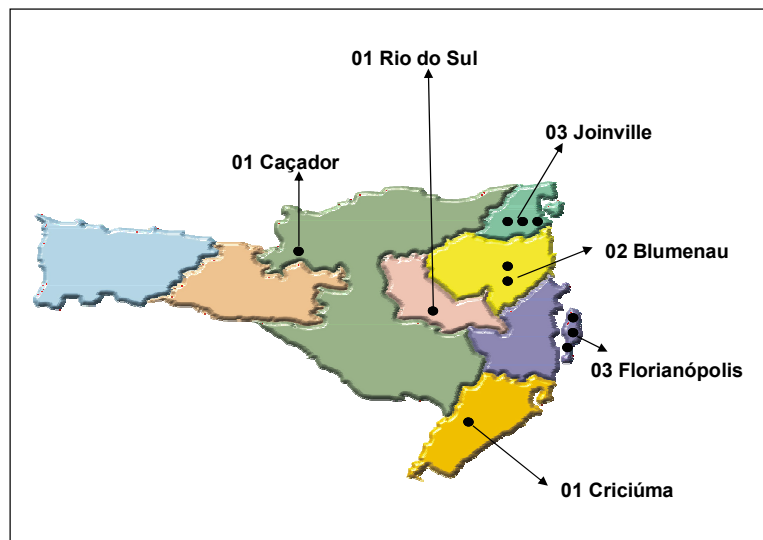 01 Rio do Sul
03 Joinville
01 Caçador
02 Blumenau
03 Florianópolis
01 Criciúma